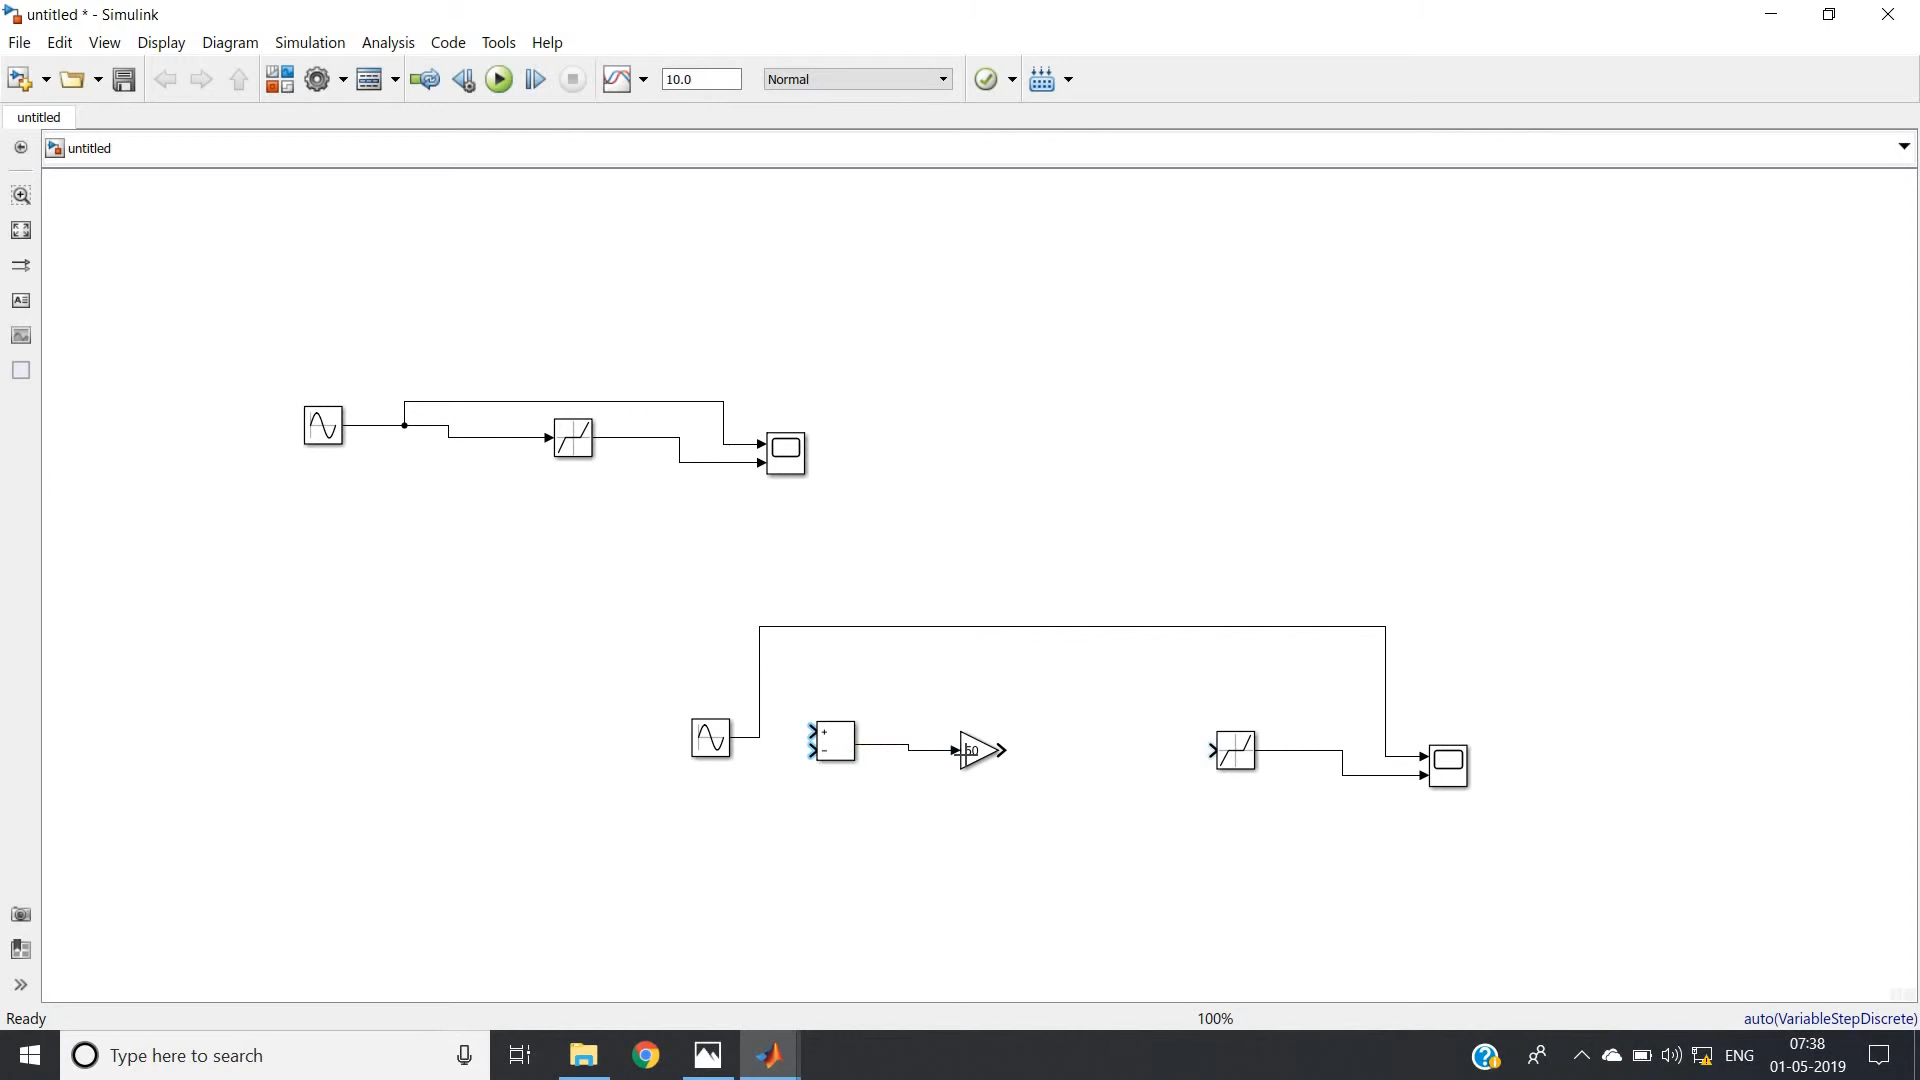 untitled * - Simulink
File Edit View Display Diagram Simulation Analysis Code Tools Help
10.0 Normal
untitled
untitled
+
-
50
Ready 100% auto(VariableStepDiscrete)
Type here to search ENG 07:38
01-05-2019